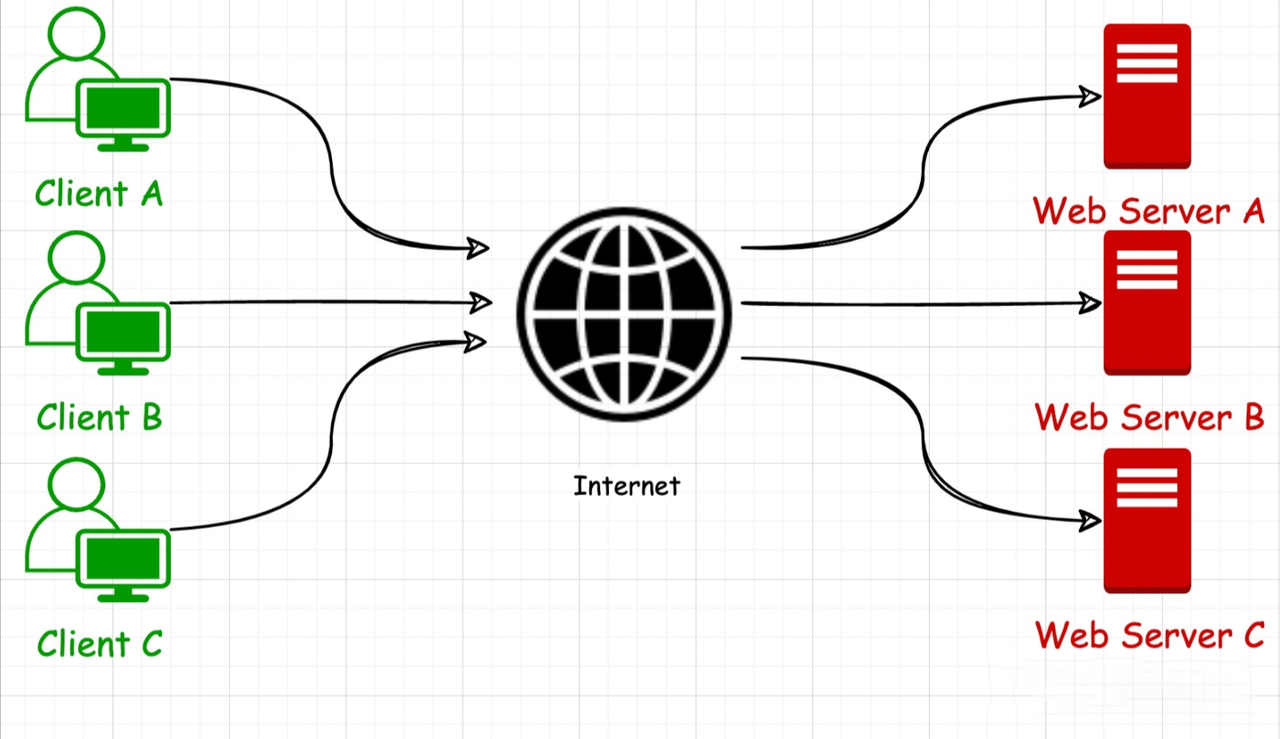 Client A
Web Server A
Client B
Web Server B
Internet
Client C
Web Server C